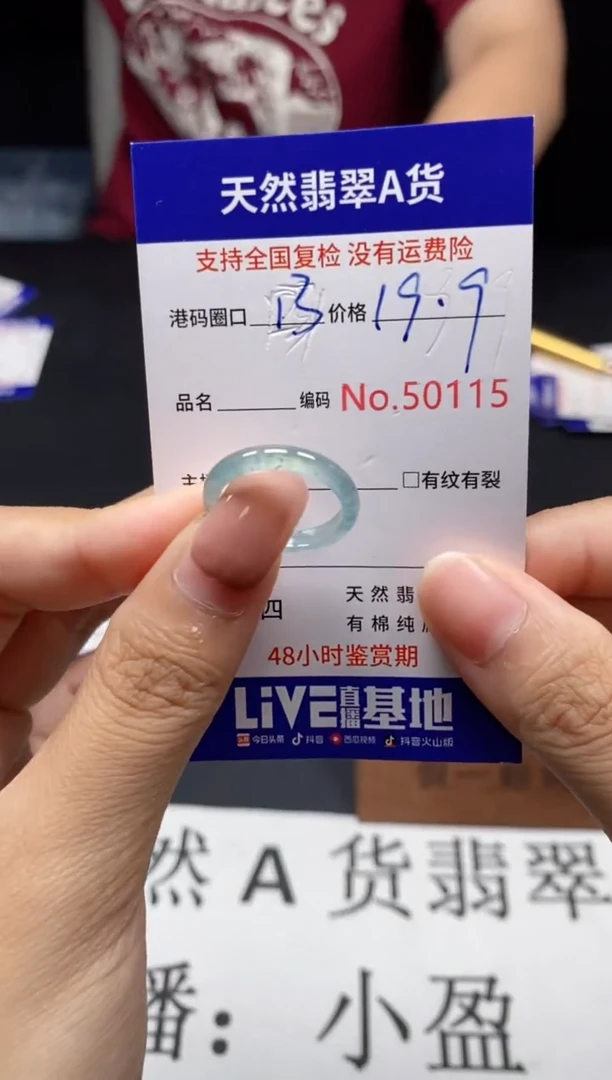 天然翡翠A货
支持全国复检 没有运费险
港码圈口 13 价格 19.9
品名 编码 No.50115
□有纹有裂
四 天然翡
有棉纯
48小时鉴赏期
LiVE直播基地
今日头条 抖音 西瓜视频 抖音火山版
然A货翡翠
播：小盈